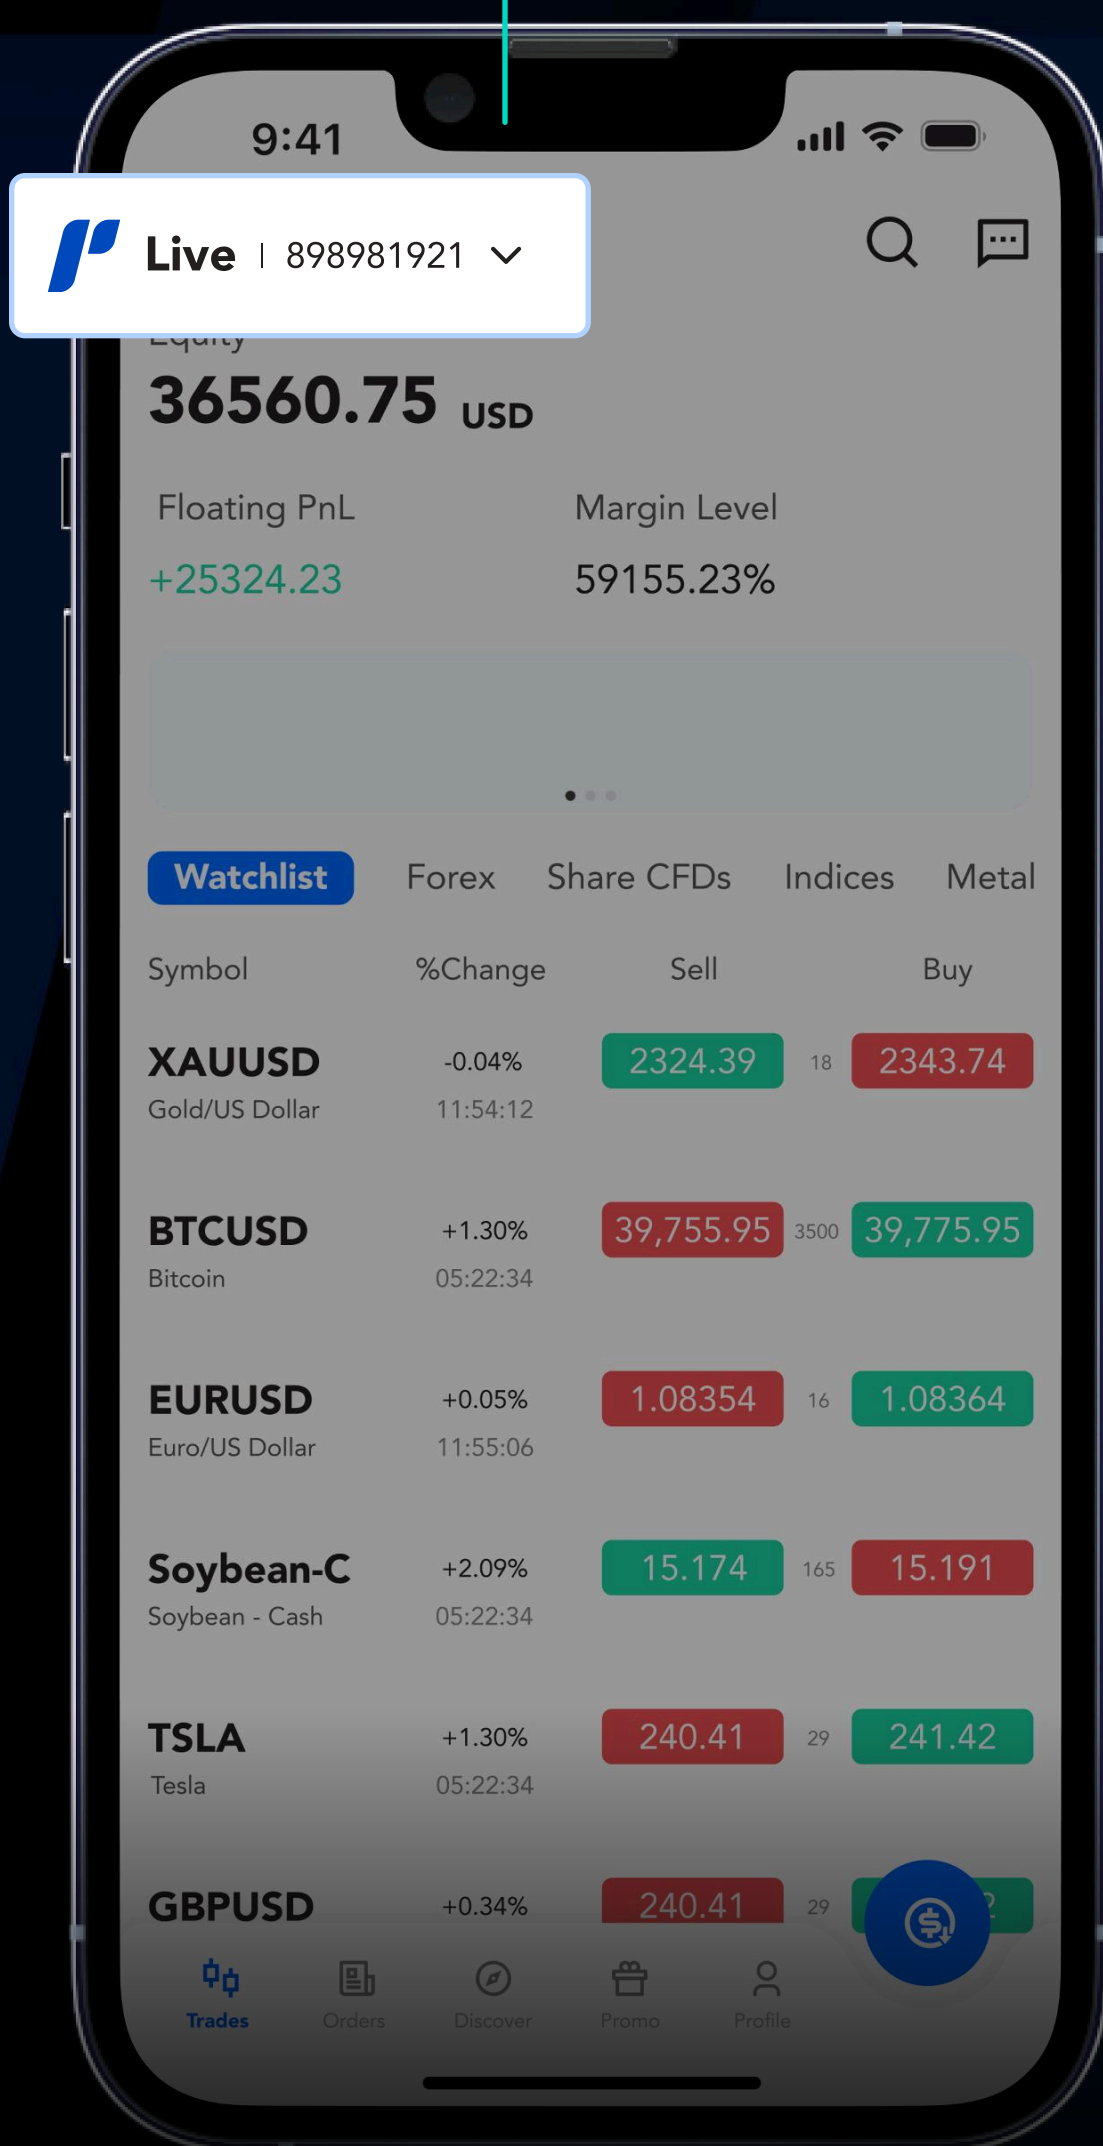 9:41
Live | 898981921
Equity
36560.75 USD
Floating PnL Margin Level
+25324.23 59155.23%
Watchlist Forex Share CFDs Indices Metal
Symbol %Change Sell Buy
XAUUSD -0.04% 2324.39 18 2343.74
Gold/US Dollar 11:54:12
BTCUSD +1.30% 39,755.95 3500 39,775.95
Bitcoin 05:22:34
EURUSD +0.05% 1.08354 16 1.08364
Euro/US Dollar 11:55:06
Soybean-C +2.09% 15.174 165 15.191
Soybean - Cash 05:22:34
TSLA +1.30% 240.41 29 241.42
Tesla 05:22:34
GBPUSD +0.34% 240.41 29
Trades Orders Discover Promo Profile